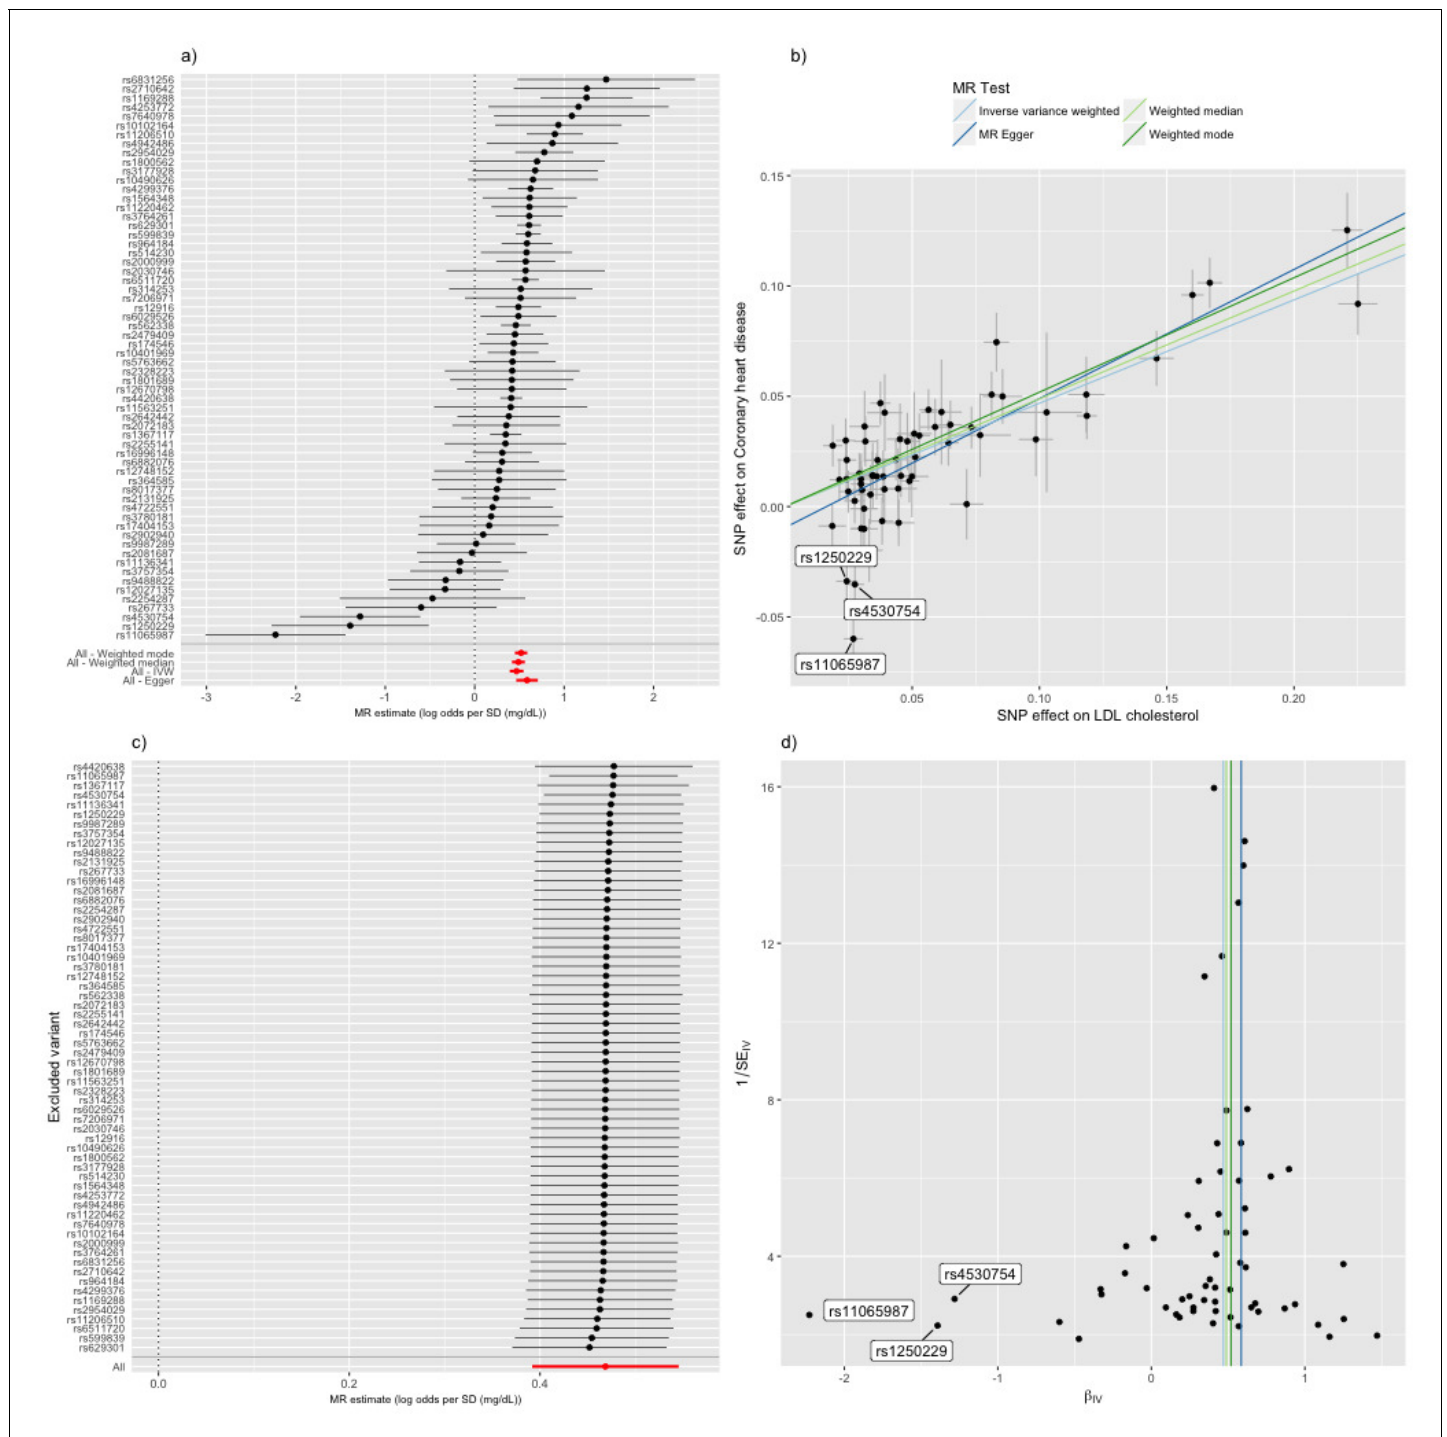 a)
rs6831256
rs2710642
rs1169288
rs4253772
rs7640978
rs10102164
rs11206510
rs4942486
rs2954029
rs1800562
rs3177928
rs10490626
rs4299376
rs1564348
rs11220462
rs3764261
rs629301
rs599839
rs964184
rs514230
rs2000999
rs2030746
rs6511720
rs314253
rs7206971
rs12916
rs6029526
rs562338
rs2479409
rs174546
rs10401969
rs5763662
rs2328223
rs1801689
rs12670798
rs4420638
rs11563251
rs2642442
rs2072183
rs1367117
rs2255141
rs16996148
rs6882076
rs12748152
rs364585
rs8017377
rs2131925
rs4722551
rs3780181
rs17404153
rs2902940
rs9987289
rs2081687
rs11136341
rs3757354
rs9488822
rs12027135
rs2254287
rs267733
rs4530754
rs1250229
rs11065987
All - Weighted mode
All - Weighted median
All - IVW
All - Egger
-3 -2 -1 0 1 2
MR estimate (log odds per SD (mg/dL))
b)
MR Test
Inverse variance weighted Weighted median
MR Egger Weighted mode
SNP effect on Coronary heart disease
0.15
0.10
0.05
0.00
-0.05
rs1250229
rs4530754
rs11065987
0.05 0.10 0.15 0.20
SNP effect on LDL cholesterol
c)
Excluded variant
rs4420638
rs11065987
rs1367117
rs4530754
rs11136341
rs1250229
rs9987289
rs3757354
rs12027135
rs9488822
rs2131925
rs267733
rs16996148
rs2081687
rs6882076
rs2254287
rs2902940
rs4722551
rs8017377
rs17404153
rs10401969
rs3780181
rs12748152
rs364585
rs562338
rs2072183
rs2255141
rs2642442
rs174546
rs5763662
rs2479409
rs12670798
rs1801689
rs11563251
rs2328223
rs314253
rs6029526
rs7206971
rs2030746
rs12916
rs10490626
rs1800562
rs3177928
rs514230
rs1564348
rs4253772
rs4942486
rs11220462
rs7640978
rs10102164
rs2000999
rs3764261
rs6831256
rs2710642
rs964184
rs4299376
rs1169288
rs2954029
rs11206510
rs6511720
rs599839
rs629301
All
0.0 0.2 0.4
MR estimate (log odds per SD (mg/dL))
d)
1/SE_IV
16
12
8
4
rs4530754
rs11065987
rs1250229
-2 -1 0 1
β_IV